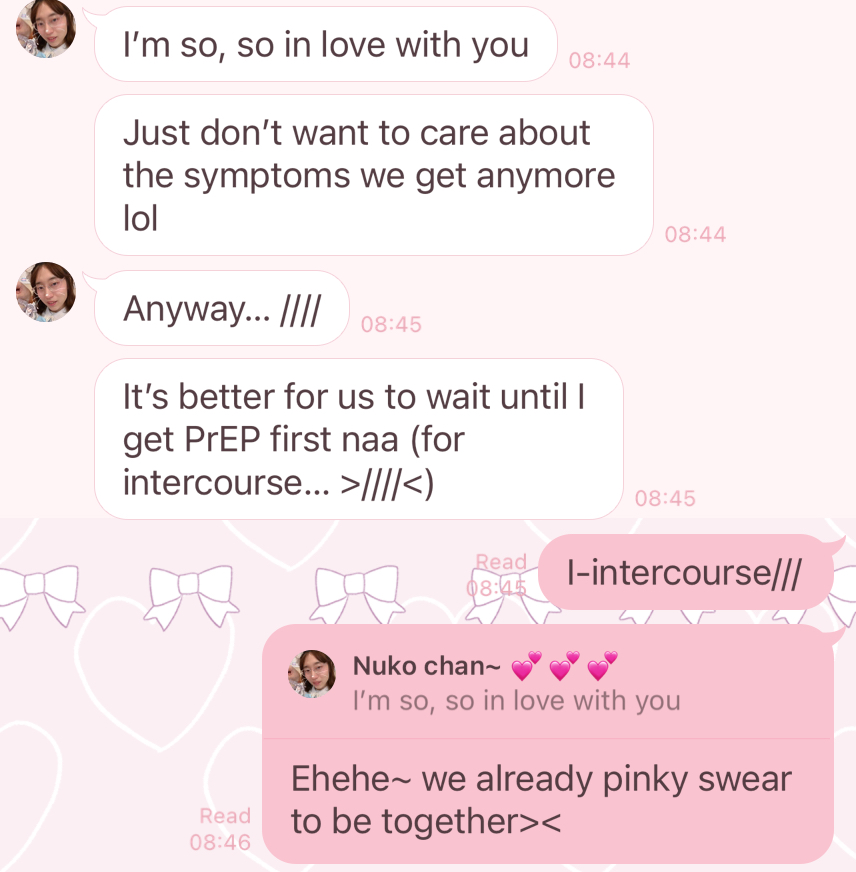 I'm so, so in love with you
08:44
Just don't want to care about
the symptoms we get anymore
lol
08:44
Anyway... ////
08:45
It's better for us to wait until I
get PrEP first naa (for
intercourse... >////<)
08:45
Read
08:45
I-intercourse///
Nuko chan~ 💕 💕 💕
I'm so, so in love with you
Ehehe~ we already pinky swear
to be together><
Read
08:46